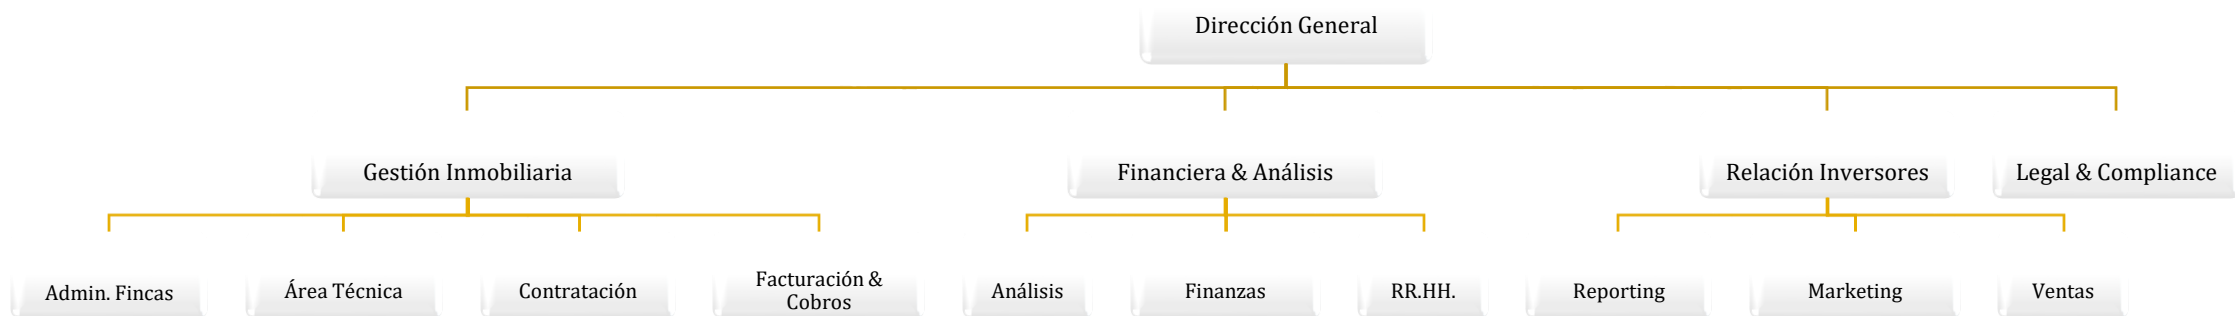 Dirección General
Gestión Inmobiliaria
Financiera & Análisis
Relación Inversores
Legal & Compliance
Admin. Fincas
Área Técnica
Contratación
Facturación &
Cobros
Análisis
Finanzas
RR.HH.
Reporting
Marketing
Ventas